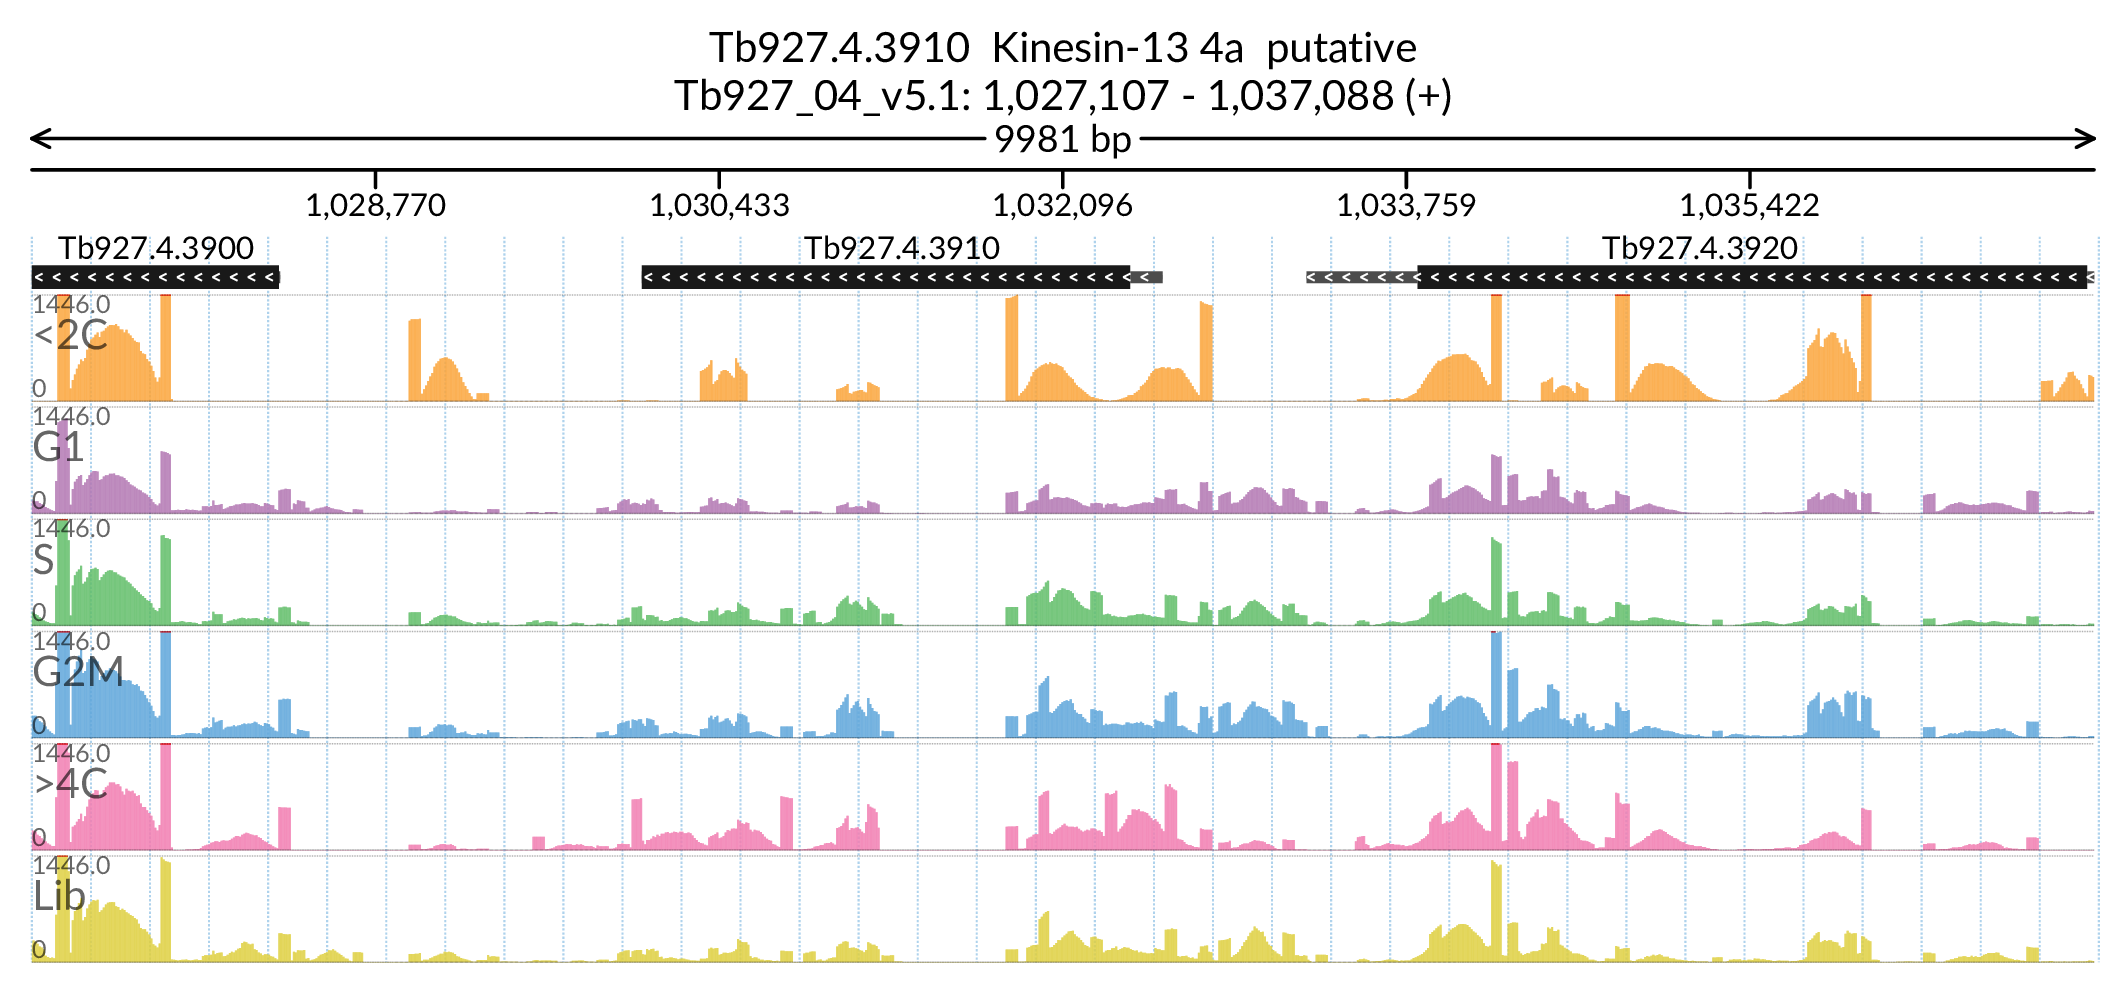 Tb927.4.3910 Kinesin-13 4a putative
Tb927_04_v5.1: 1,027,107 - 1,037,088 (+)
9981 bp
1,028,770 1,030,433 1,032,096 1,033,759 1,035,422
Tb927.4.3900 Tb927.4.3910 Tb927.4.3920
1446.0
<2C
0
1446.0
G1
0
1446.0
S
0
1446.0
G2M
0
1446.0
>4C
0
1446.0
Lib
0